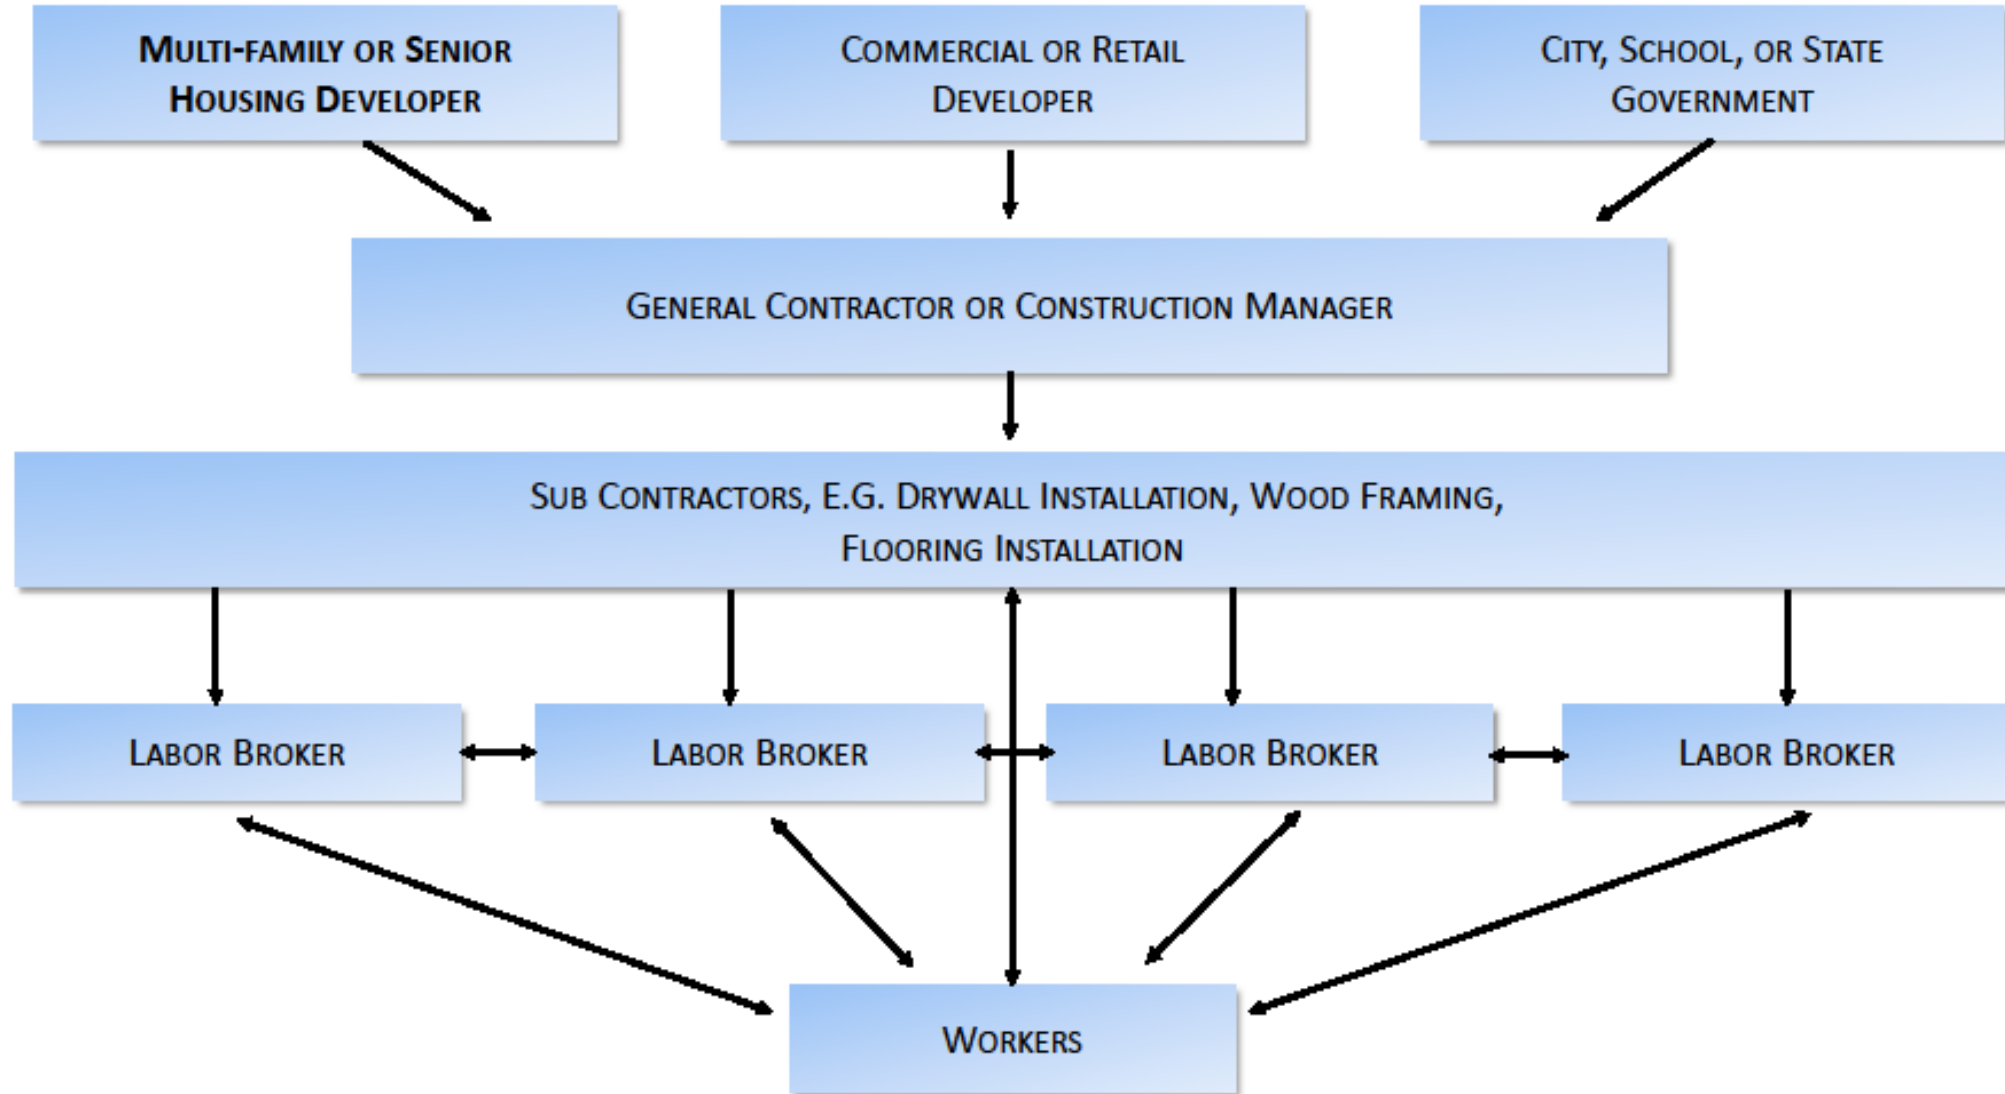 MULTI-FAMILY OR SENIOR
HOUSING DEVELOPER
COMMERCIAL OR RETAIL
DEVELOPER
CITY, SCHOOL, OR STATE
GOVERNMENT
GENERAL CONTRACTOR OR CONSTRUCTION MANAGER
SUB CONTRACTORS, E.G. DRYWALL INSTALLATION, WOOD FRAMING,
FLOORING INSTALLATION
LABOR BROKER
LABOR BROKER
LABOR BROKER
LABOR BROKER
WORKERS